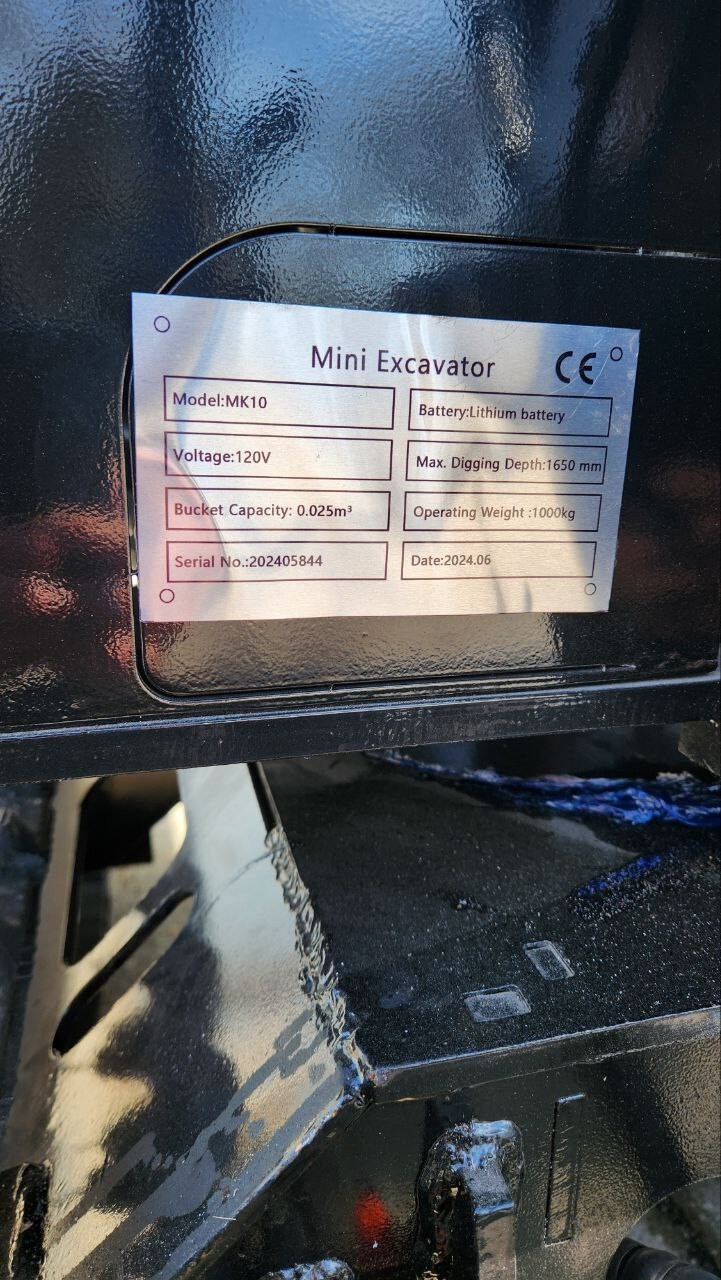 Mini Excavator CE
Model:MK10
Battery:Lithium battery
Voltage:120V
Max. Digging Depth:1650 mm
Bucket Capacity: 0.025m³
Operating Weight :1000kg
Serial No.:202405844
Date:2024.06